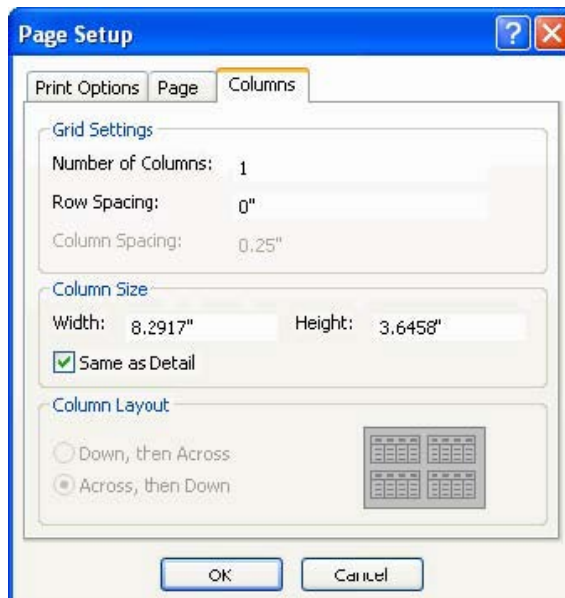 Page Setup
Print Options Page Columns
Grid Settings
Number of Columns: 1
Row Spacing: 0"
Column Spacing: 0.25"
Column Size
Width: 8.2917" Height: 3.6458"
Same as Detail
Column Layout
Down, then Across
Across, then Down
OK Cancel